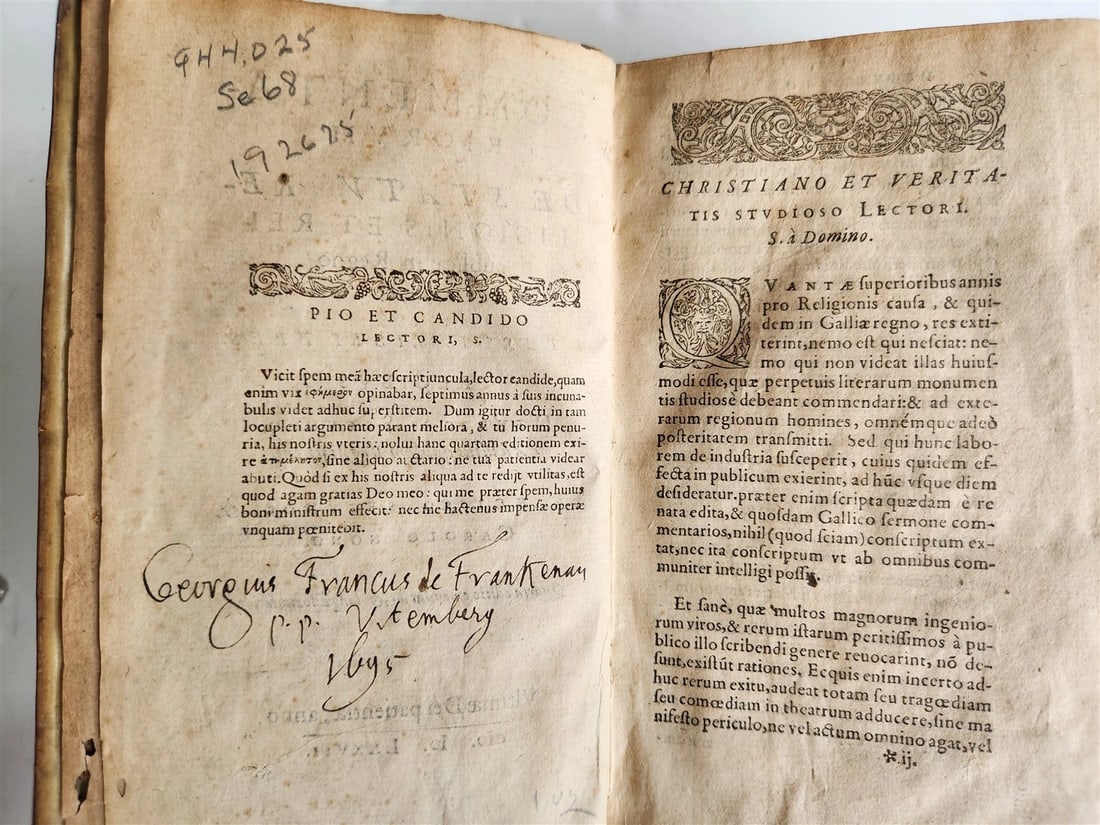 944.025
Se68
192625
PIO ET CANDIDO
LECTORI, S.
Vicit spem meã hæc scriptiuncula, lector candide, quam
enim vix ἐφήμερον opinabar, septimus annus à suis incuna-
bulis videt adhuc superstitem. Dum igitur docti in tam
locupleti argumento parant meliora, & tu horum penu-
ria, his nostris vteris: nolui hanc quartam editionem exi-
re ἀτημέλητον, sine aliquo auctario: ne tuâ patientia videar
abuti. Quòd si ex his nostris aliqua ad te redijt vtilitas, est
quod agam gratias Deo meo: qui me præter spem, huius
boni ministrum effecit: nec me hactenus impensæ operæ
vnquam pœnitebit.
Georgius Francus de Frankenau
p.p. Vitemberg
1695
CHRISTIANO ET VERITA-
TIS STVDIOSO LECTORI.
S. à Domino.
QVANTÆ superioribus annis
pro Religionis causa, & qui-
dem in Galliæ regno, res exti-
terint, nemo est qui nesciat: ne-
mo qui non videat illas huius-
modi esse, quæ perpetuis literarum monumen
tis studiosè debeant commendari: & ad exte-
rarum regionum homines, omnémque adeò
posteritatem transmitti. Sed qui hunc labo-
rem de industria susceperit, cuius quidem ef-
fecta in publicum exierint, ad hûc vsque diem
desideratur. præter enim scripta quædam è re
nata edita, & quosdam Gallico sermone com-
mentarios, nihil (quod sciam) conscriptum ex-
tat, nec ita conscriptum vt ab omnibus com-
muniter intelligi possit.
Et sanè, quæ multos magnorum ingenio-
rum viros, & rerum istarum peritissimos à pu-
blico illo scribendi genere reuocarint, nõ de-
sunt, existût rationes. Ecquis enim incerto ad-
huc rerum exitu, audeat totam seu tragœdiam
seu comœdiam in theatrum adducere, sine ma
nifesto periculo, ne vel actum omnino agat, vel
*.ij.